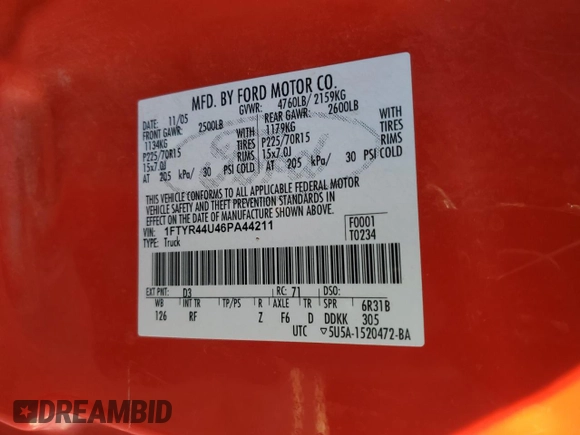 MFD. BY FORD MOTOR CO.
DATE: 11/05 GVWR: 4760LB/ 2159KG
FRONT GAWR: 2500LB REAR GAWR: 2600LB
1134KG WITH 1179KG WITH
P225/70R15 TIRES P225/70R15 TIRES
15x7.0J RIMS 15x7.0J RIMS
AT 205 kPa/ 30 PSI COLD AT 205 kPa/ 30 PSI COLD
THIS VEHICLE CONFORMS TO ALL APPLICABLE FEDERAL MOTOR
VEHICLE SAFETY AND THEFT PREVENTION STANDARDS IN
EFFECT ON THE DATE OF MANUFACTURE SHOWN ABOVE.
VIN: 1FTYR44U46PA44211 F0001
TYPE: Truck T0234
EXT PNT: D3 RC: 71 DSO:
WB INT TR TP/PS R AXLE TR SPR 6R31B
126 RF Z F6 D DDKK 305
UTC 5U5A-1520472-BA
Ford
DREAMBID